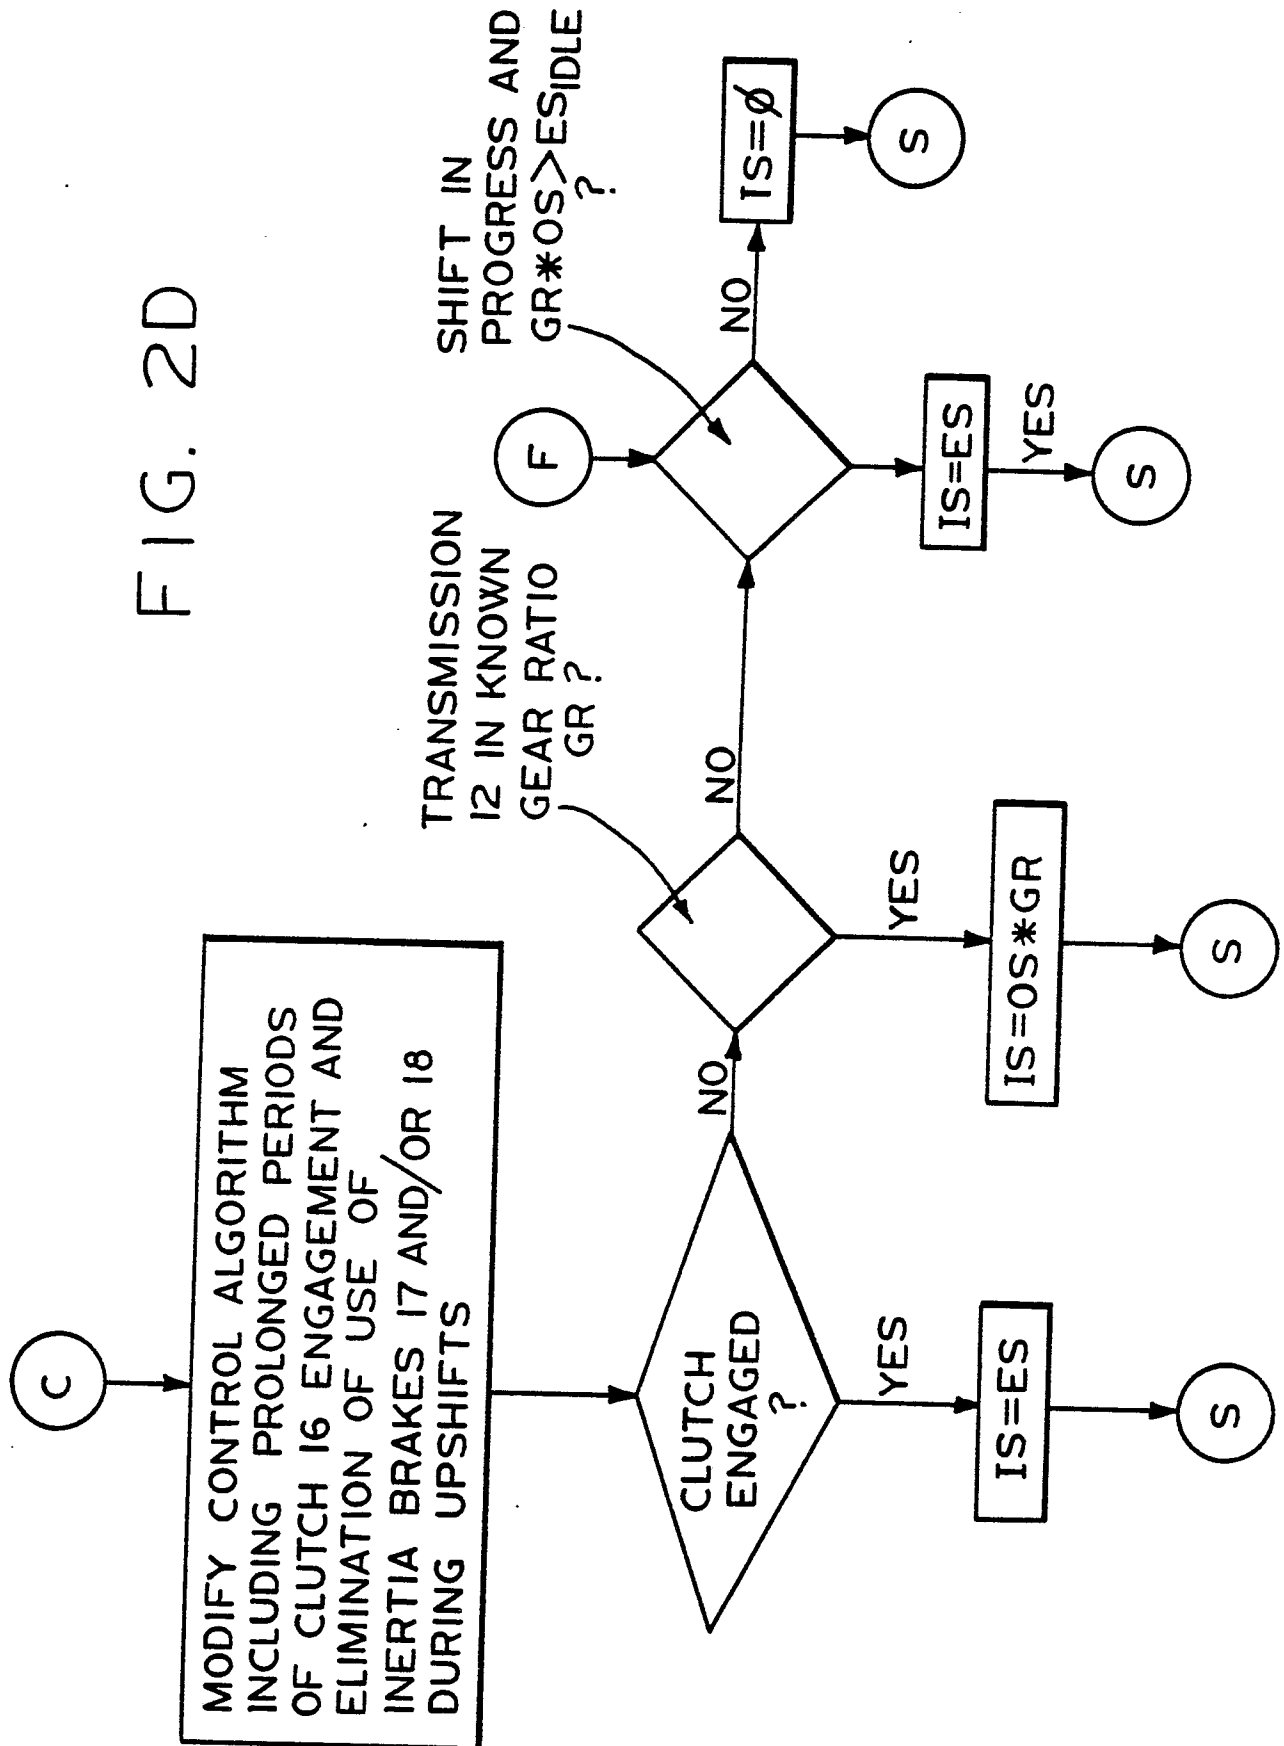 FIG. 2D
C
MODIFY CONTROL ALGORITHM
INCLUDING PROLONGED PERIODS
OF CLUTCH 16 ENGAGEMENT AND
ELIMINATION OF USE OF
INERTIA BRAKES 17 AND/OR 18
DURING UPSHIFTS
CLUTCH
ENGAGED
?
YES
IS=ES
S
NO
TRANSMISSION
12 IN KNOWN
GEAR RATIO
GR ?
YES
IS=OS*GR
S
NO
F
SHIFT IN
PROGRESS AND
GR*OS>ESIDLE
?
IS=ES
YES
S
NO
IS=Ø
S